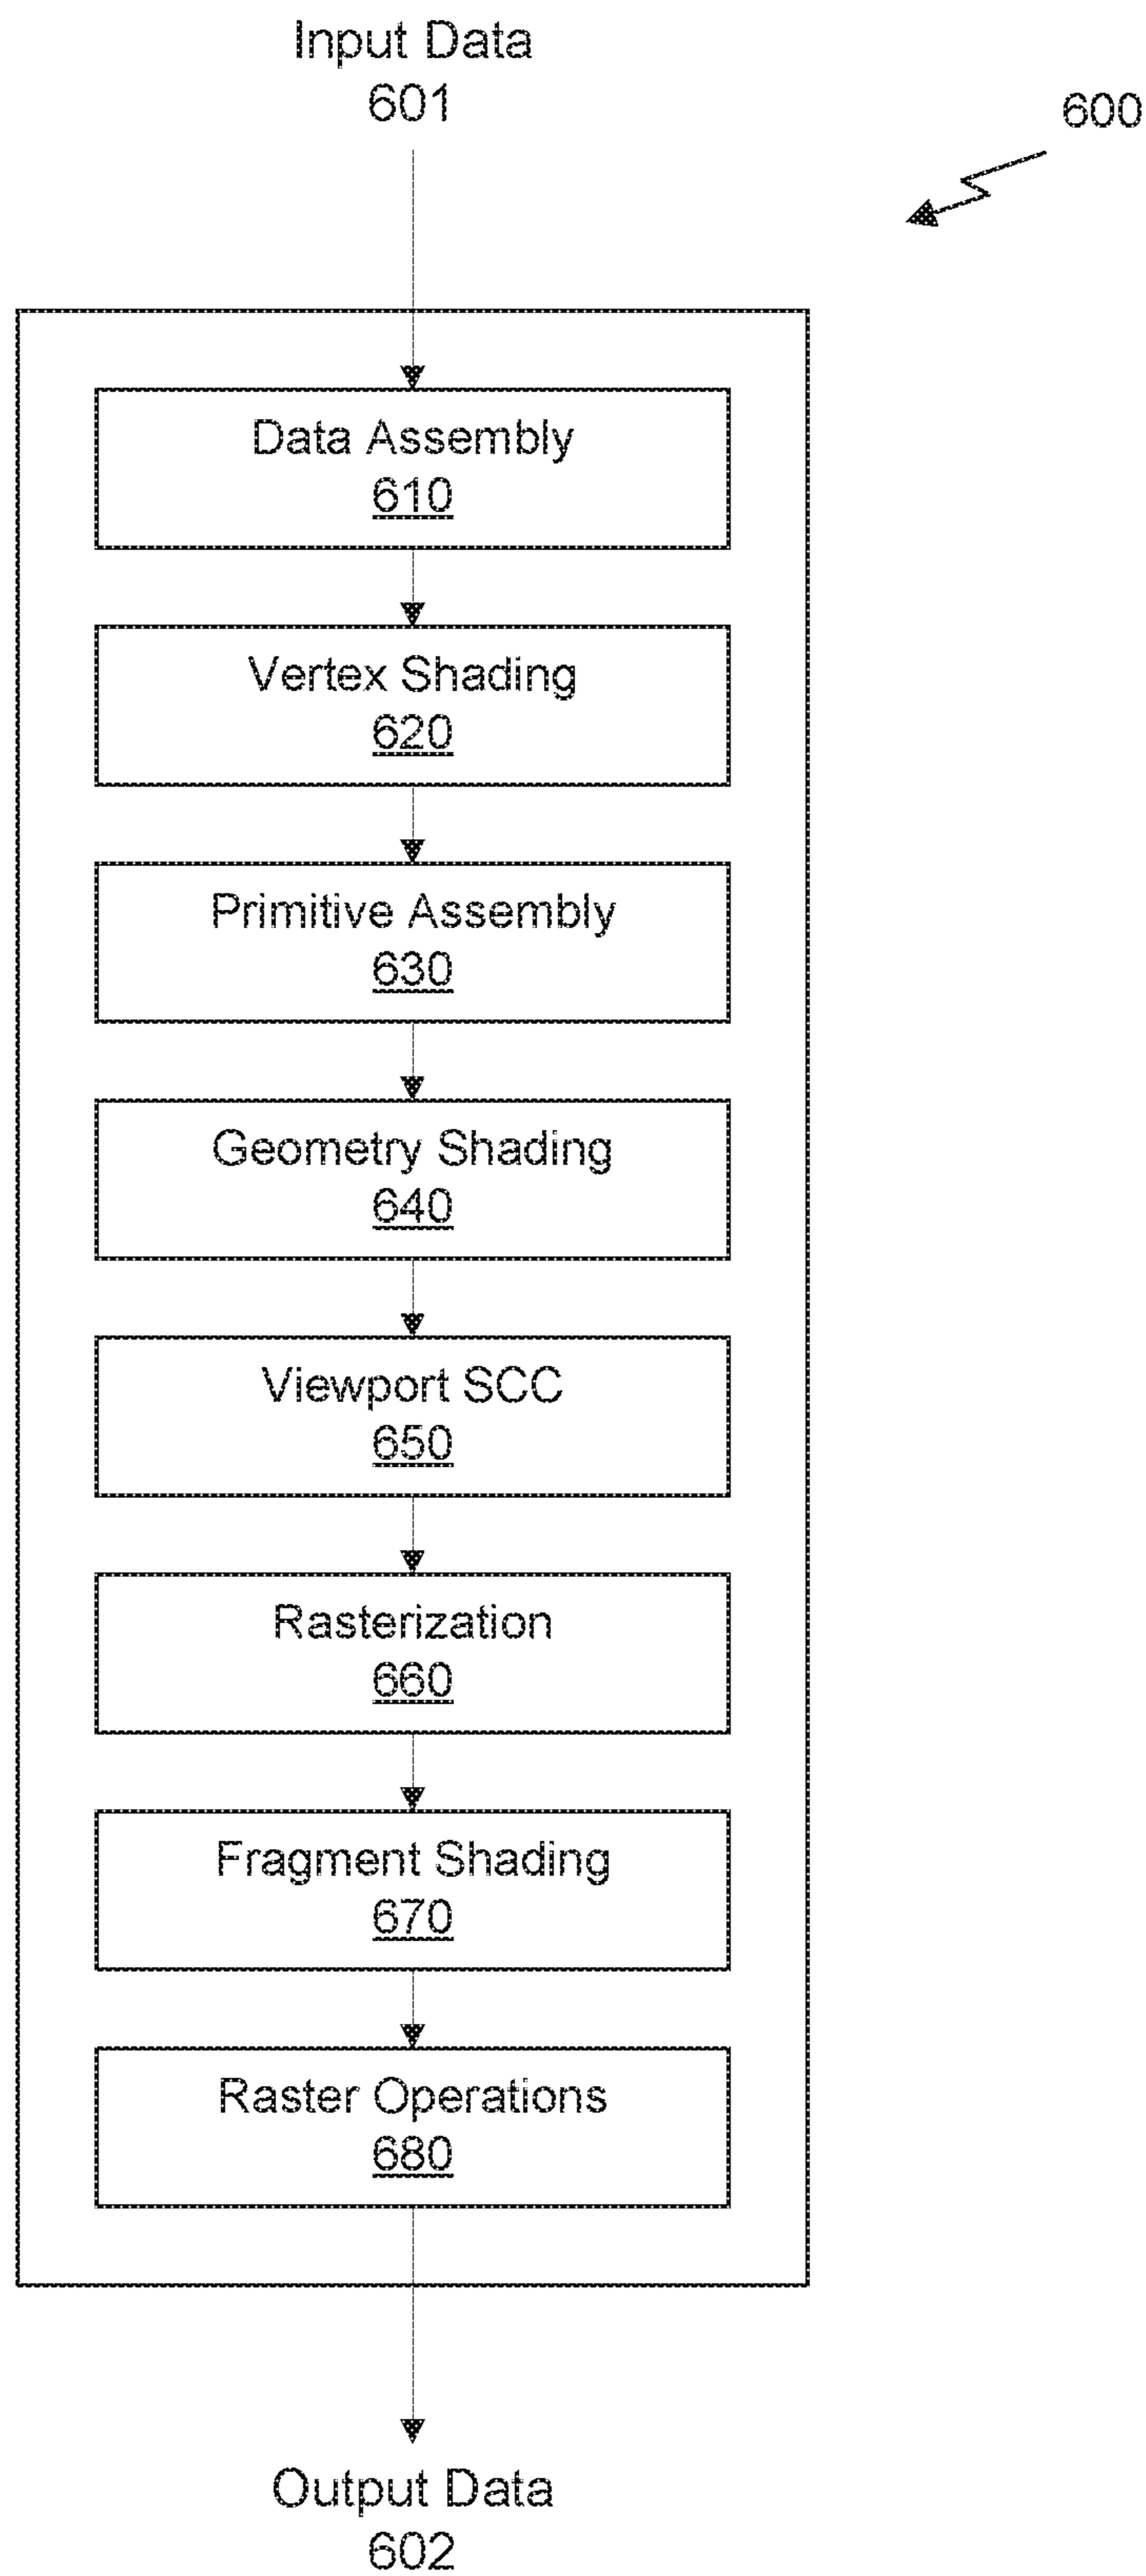 Input Data
601
600
Data Assembly
610
Vertex Shading
620
Primitive Assembly
630
Geometry Shading
640
Viewport SCC
650
Rasterization
660
Fragment Shading
670
Raster Operations
680
Output Data
602